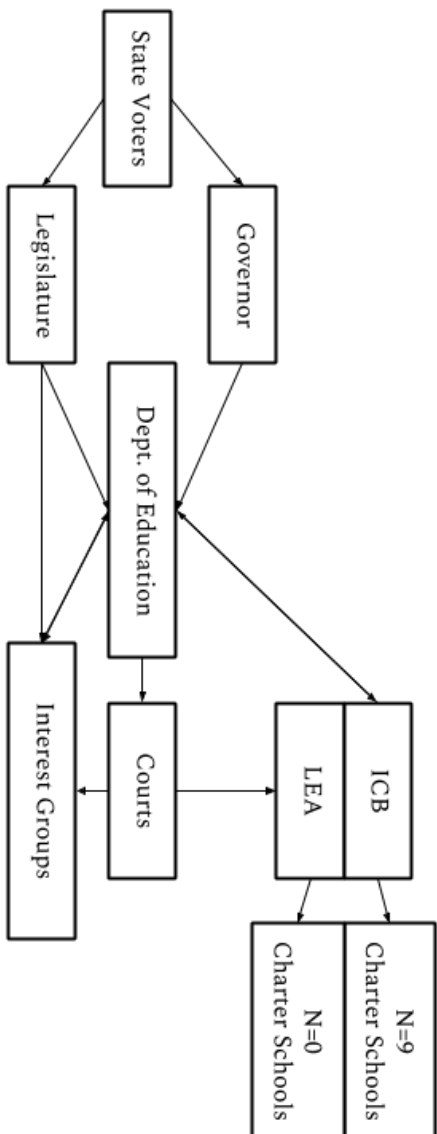 State Voters
Governor
Legislature
Dept. of Education
ICB
LEA
Courts
Interest Groups
N=9
Charter Schools
N=0
Charter Schools